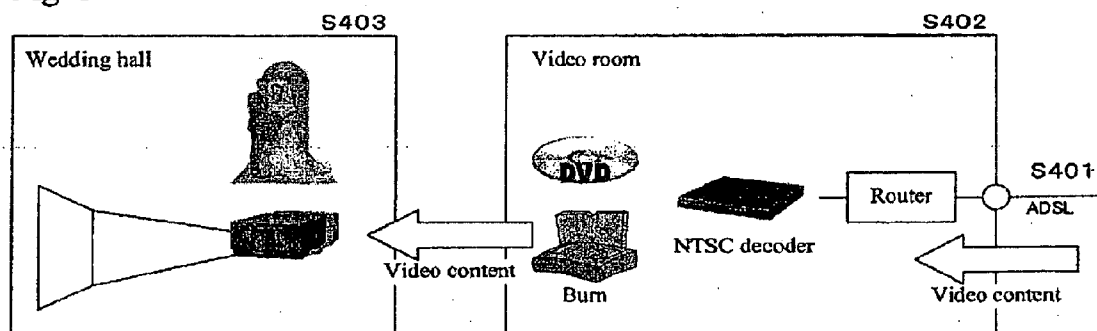 S403
S402
Wedding hall
Video room
DVD
S401
Router
ADSL
NTSC decoder
Video content
Burn
Video content